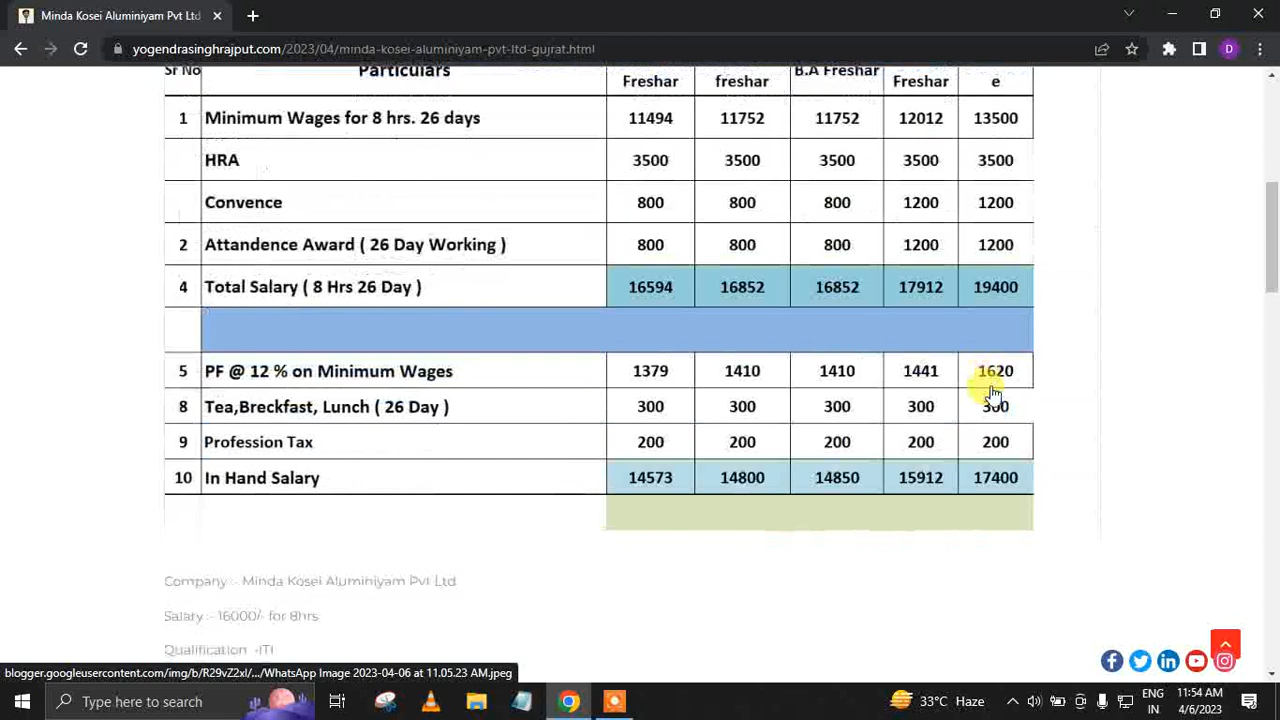 Minda Kosei Aluminiyam Pvt Ltd
yogendrasinghrajput.com/2023/04/minda-kosei-aluminiyam-pvt-ltd-gujrat.html
Sr No Particulars Freshar freshar B.A Freshar Freshar e
1 Minimum Wages for 8 hrs. 26 days 11494 11752 11752 12012 13500
HRA 3500 3500 3500 3500 3500
Convence 800 800 800 1200 1200
2 Attandence Award ( 26 Day Working ) 800 800 800 1200 1200
4 Total Salary ( 8 Hrs 26 Day ) 16594 16852 16852 17912 19400
5 PF @ 12 % on Minimum Wages 1379 1410 1410 1441 1620
8 Tea,Breckfast, Lunch ( 26 Day ) 300 300 300 300 300
9 Profession Tax 200 200 200 200 200
10 In Hand Salary 14573 14800 14850 15912 17400
Company :- Minda Kosei Aluminiyam Pvt Ltd
Salary :- 16000/- for 8hrs
Qualification -ITI
blogger.googleusercontent.com/img/b/R29vZ2xl/.../WhatsApp Image 2023-04-06 at 11.05.23 AM.jpeg
Type here to search
33°C Haze
ENG
IN
11:54 AM
4/6/2023
D